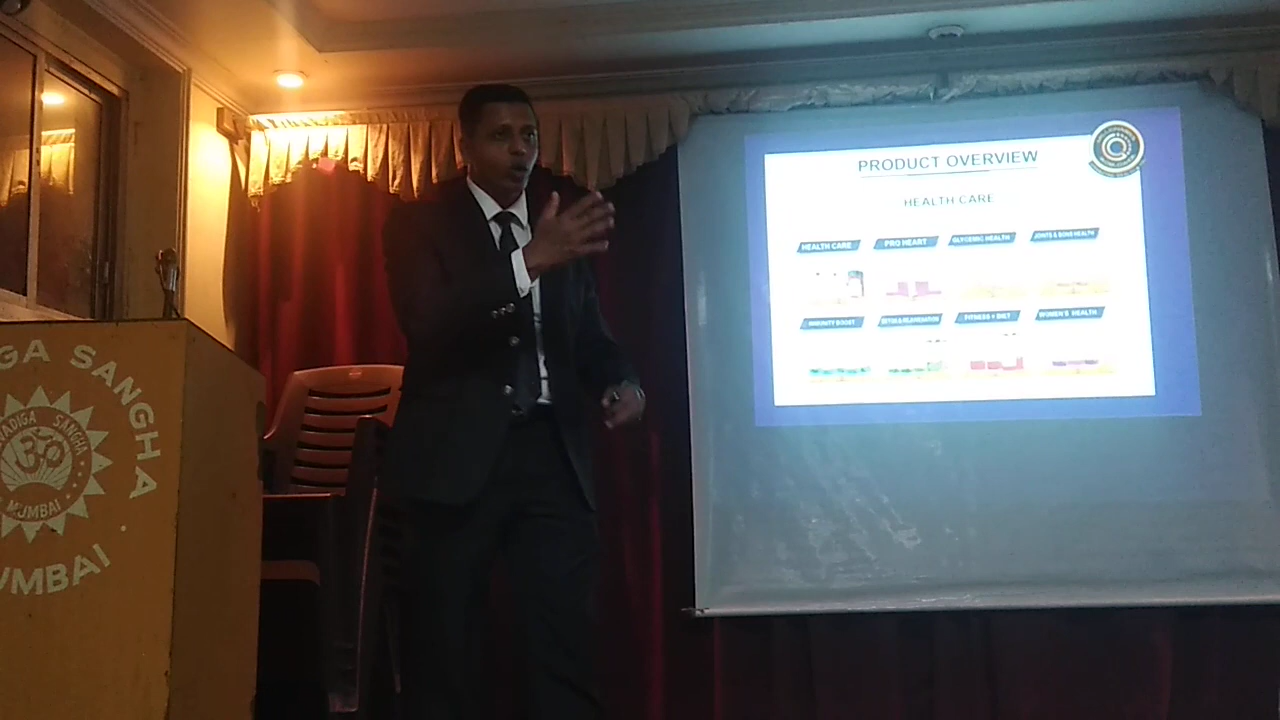 GA SANGHA
ADIGA SANGHA
MUMBAI
UMBAI
PRODUCT OVERVIEW
HEALTH CARE
HEALTH CARE
PRO HEART
GLYCEMIC HEALTH
JOINTS & BONE HEALTH
IMMUNITY BOOST
DETOX & REJUVENATION
FITNESS + DIET
WOMEN'S HEALTH